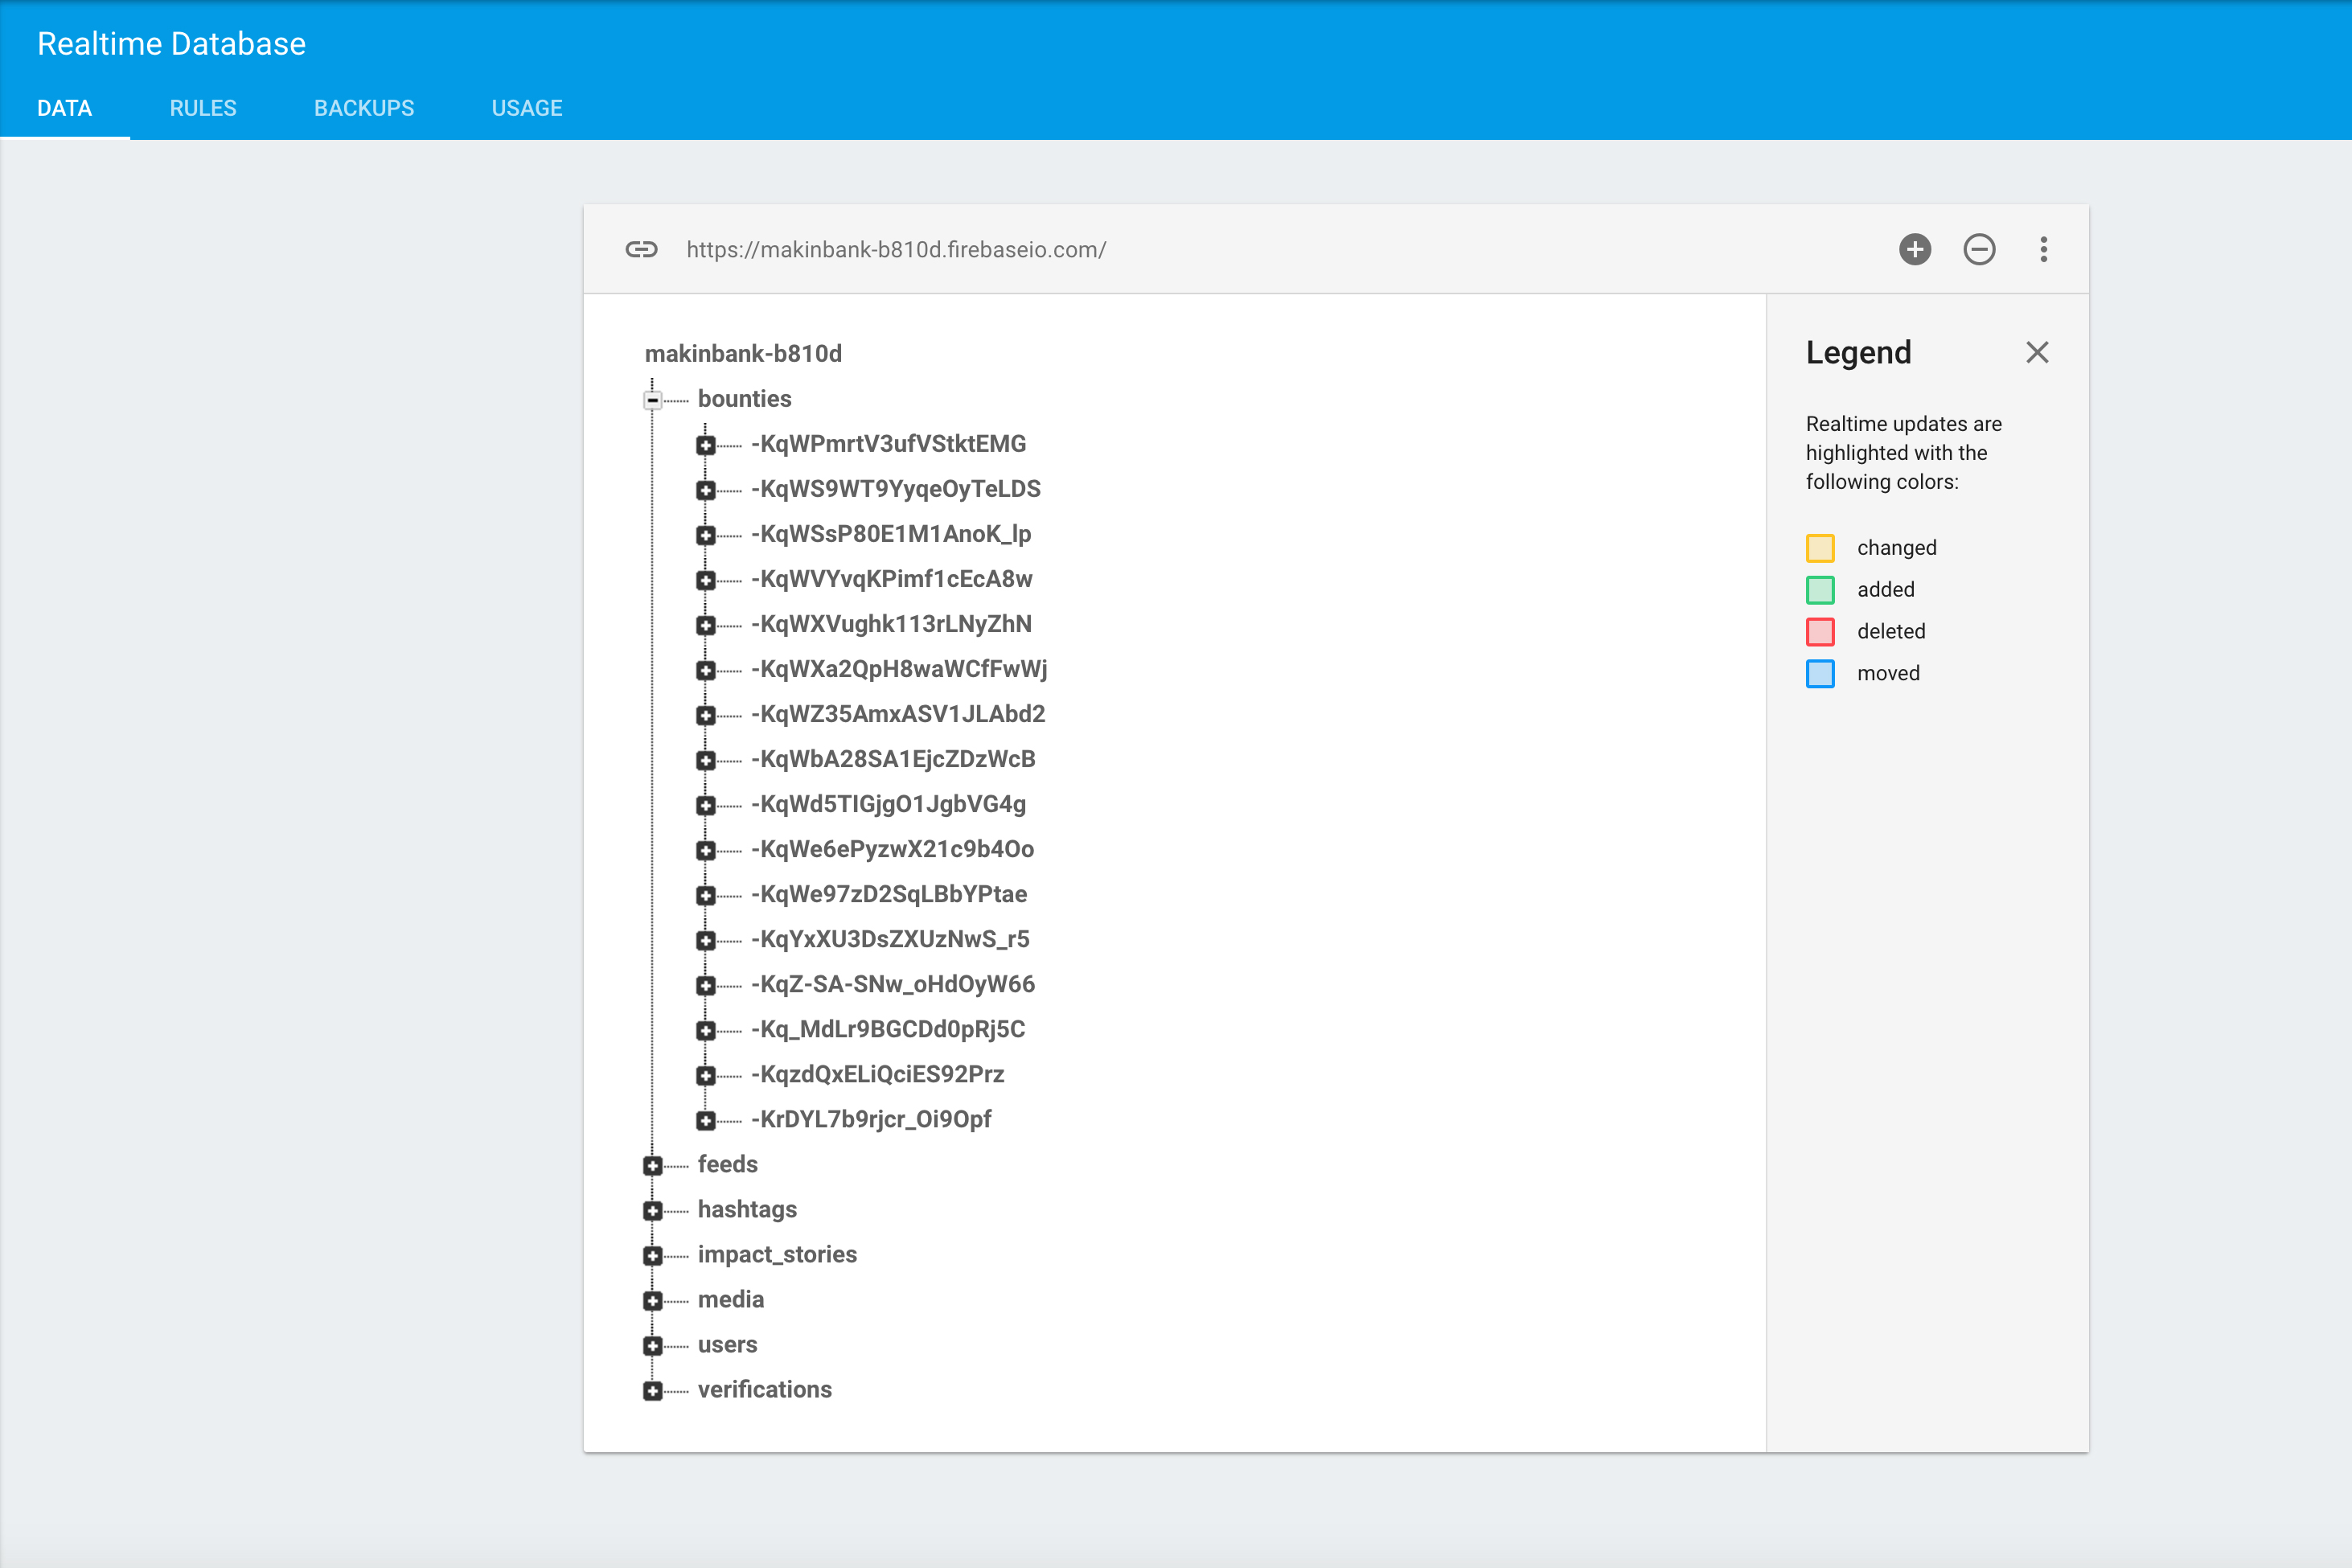 Realtime Database
DATA RULES BACKUPS USAGE
https://makinbank-b810d.firebaseio.com/
makinbank-b810d
bounties
-KqWPmrtV3ufVStktEMG
-KqWS9WT9YyqeOyTeLDS
-KqWSsP80E1M1AnoK_lp
-KqWVYvqKPimf1cEcA8w
-KqWXVughk113rLNyZhN
-KqWXa2QpH8waWCfFwWj
-KqWZ35AmxASV1JLAbd2
-KqWbA28SA1EjcZDzWcB
-KqWd5TIGjgO1JgbVG4g
-KqWe6ePyzwX21c9b4Oo
-KqWe97zD2SqLBbYPtae
-KqYxXU3DsZXUzNwS_r5
-KqZ-SA-SNw_oHdOyW66
-Kq_MdLr9BGCDd0pRj5C
-KqzdQxELiQciES92Prz
-KrDYL7b9rjcr_Oi9Opf
feeds
hashtags
impact_stories
media
users
verifications
Legend
Realtime updates are
highlighted with the
following colors:
changed
added
deleted
moved